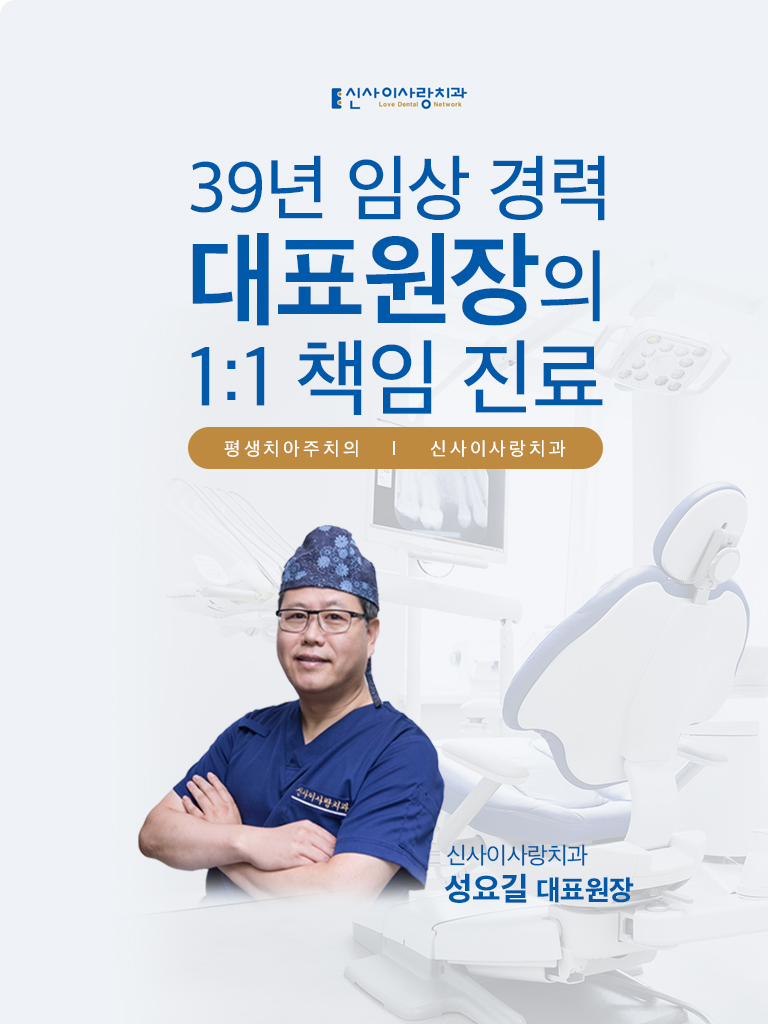 신사이사랑치과
Love Dental Network
39년 임상 경력
대표원장의
1:1 책임 진료
평생치아주치의 | 신사이사랑치과
신사이사랑치과
신사이사랑치과
성요길 대표원장